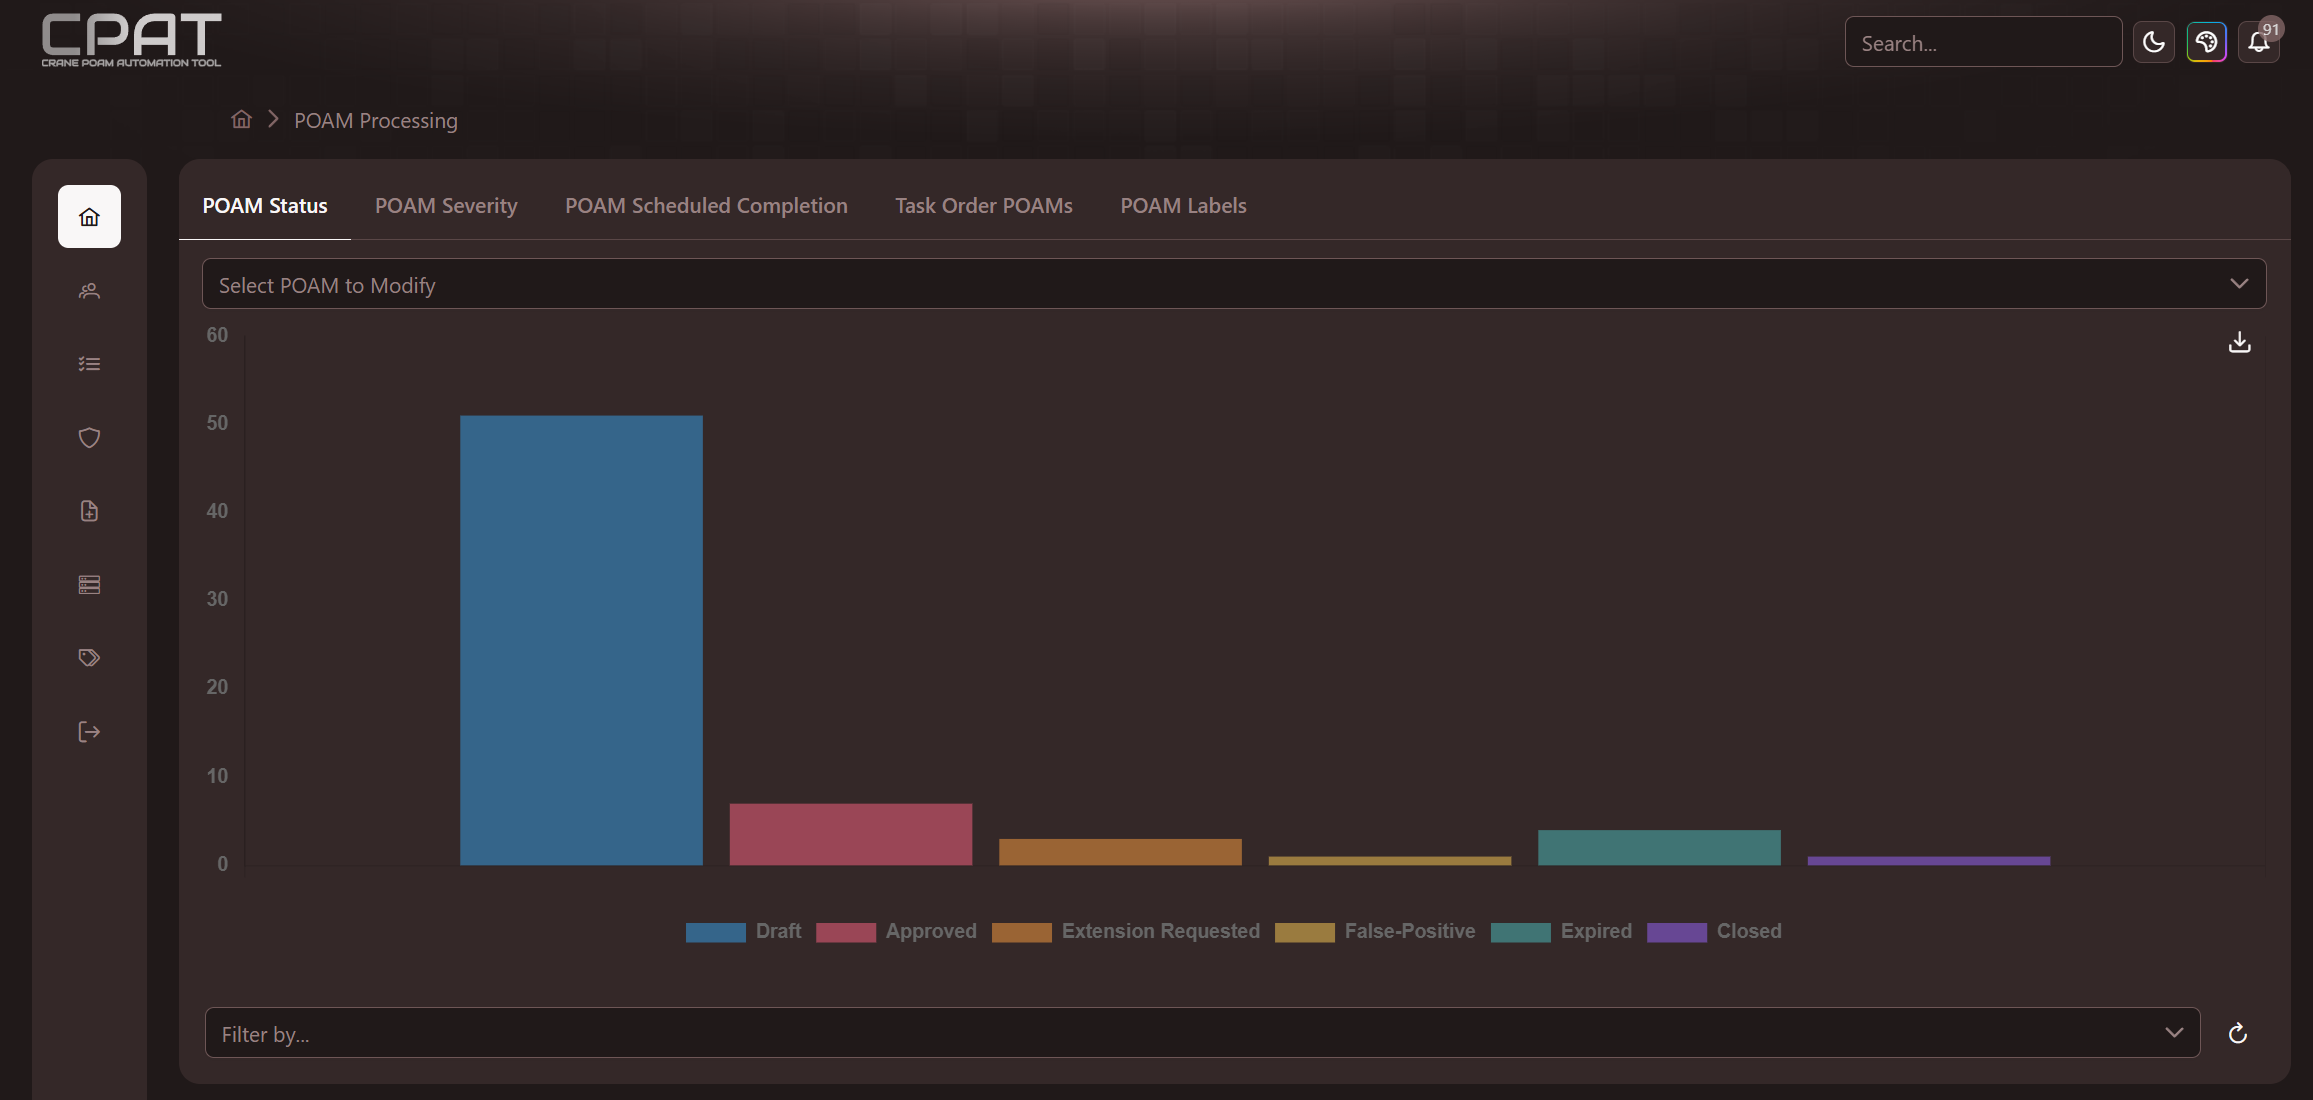 CPAT
CRANE POAM AUTOMATION TOOL
Search...
91
POAM Processing
POAM Status POAM Severity POAM Scheduled Completion Task Order POAMs POAM Labels
Select POAM to Modify
60
50
40
30
20
10
0
Draft Approved Extension Requested False-Positive Expired Closed
Filter by...